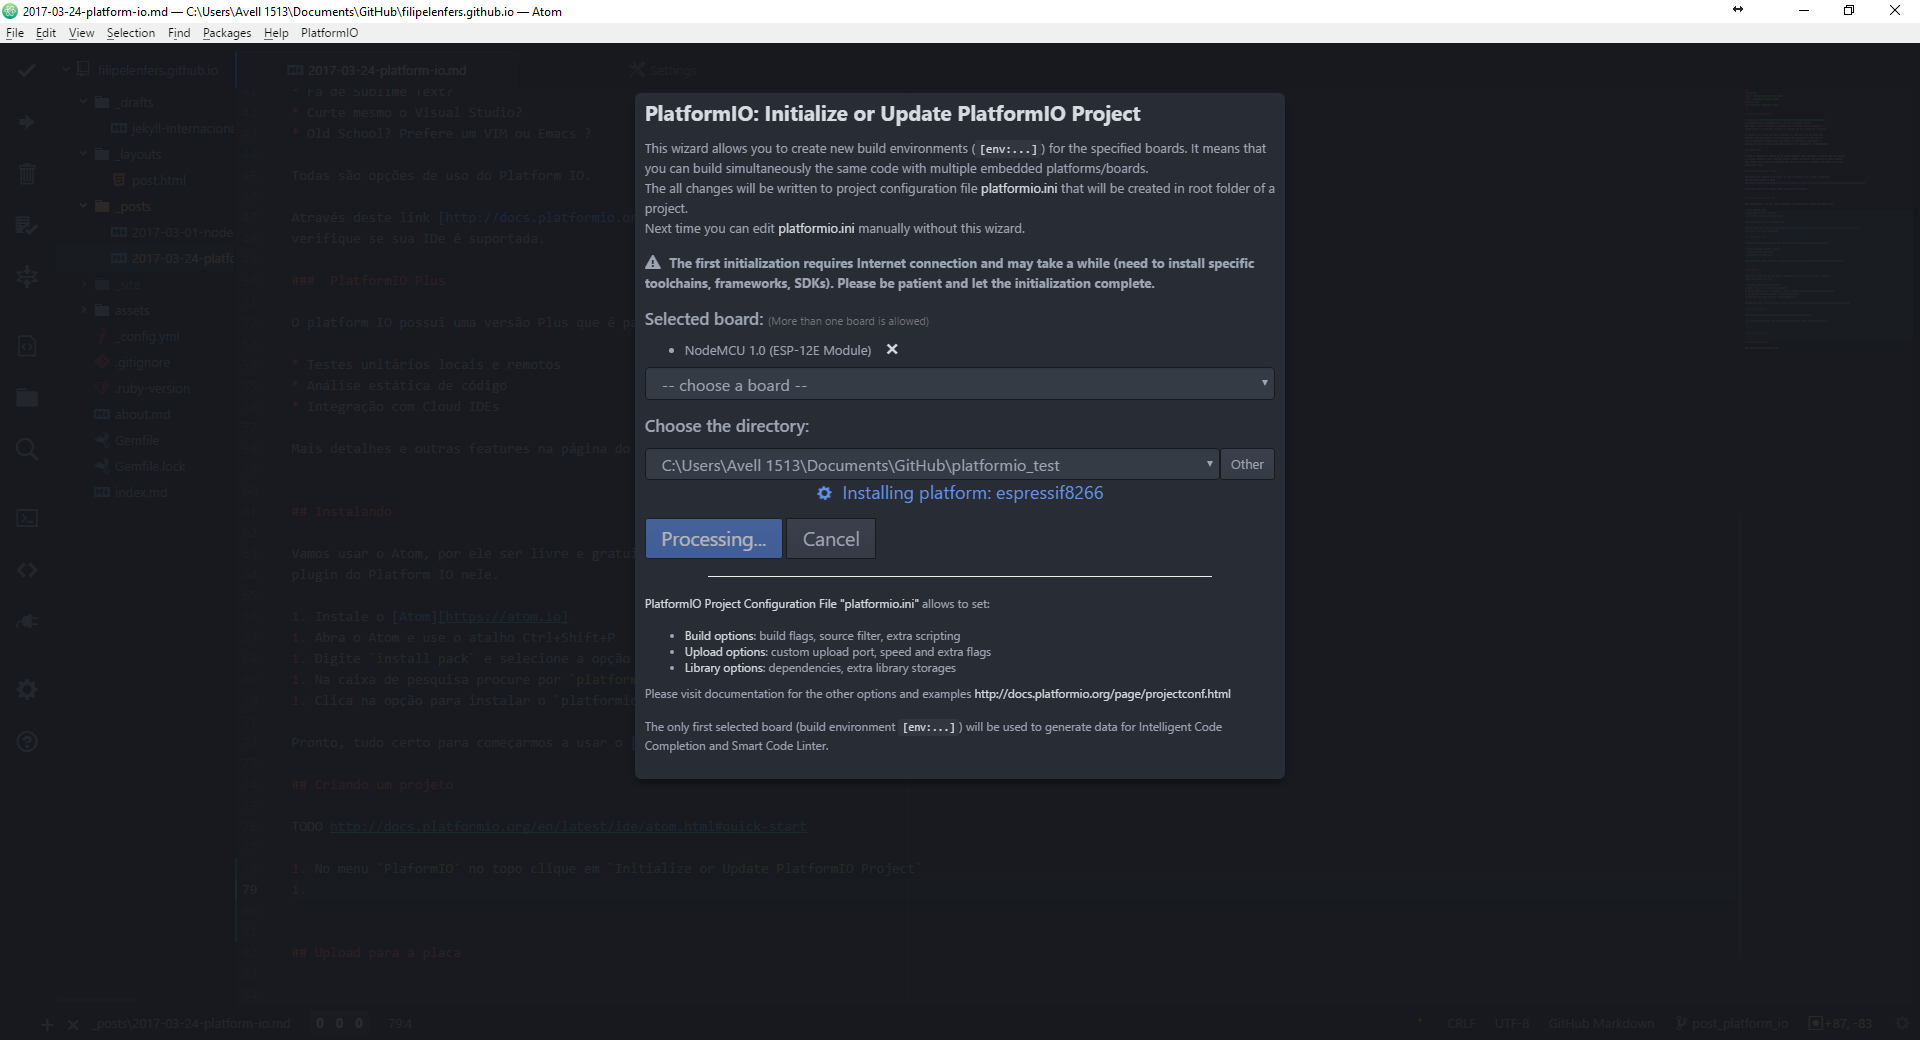 2017-03-24-platform-io.md — C:\Users\Avell 1513\Documents\GitHub\filipelenfers.github.io — Atom
File Edit View Selection Find Packages Help PlatformIO
filipelenfers.github.io
_drafts
jekyll-internaciona
_layouts
post.html
_posts
2017-03-01-node
2017-03-24-platfo
_site
assets
_config.yml
.gitignore
.ruby-version
about.md
Gemfile
Gemfile.lock
index.md
2017-03-24-platform-io.md
Settings
* Fã de Sublime Text?
* Curte mesmo o Visual Studio?
* Old School? Prefere um VIM ou Emacs ?
Todas são opções de uso do Platform IO.
Através deste link [http://docs.platformio.or
verifique se sua IDe é suportada.
### PlatformIO Plus
O platform IO possui uma versão Plus que é pa
* Testes unitários locais e remotos
* Análise estática de código
* Integração com Cloud IDEs
Mais detalhes e outras features na página do
## Instalando
Vamos usar o Atom, por ele ser livre e gratui
plugin do Platform IO nele.
1. Instale o [Atom][https://atom.io]
1. Abra o Atom e use o atalho Ctrl+Shift+P
1. Digite `install pack` e selecione a opção
1. Na caixa de pesquisa procure por `platform
1. Clica na opção para instalar o `platformio
Pronto, tudo certo para começarmos a usar o
## Criando um projeto
TODO http://docs.platformio.org/en/latest/ide/atom.html#quick-start
1. No menu `PlaformIO` no topo clique em `Initialize or Update PlatformIO Project`
79 1.
## Upload para a placa
PlatformIO: Initialize or Update PlatformIO Project
This wizard allows you to create new build environments ( [env:...] ) for the specified boards. It means that
you can build simultaneously the same code with multiple embedded platforms/boards.
The all changes will be written to project configuration file platformio.ini that will be created in root folder of a
project.
Next time you can edit platformio.ini manually without this wizard.
The first initialization requires Internet connection and may take a while (need to install specific
toolchains, frameworks, SDKs). Please be patient and let the initialization complete.
Selected board: (More than one board is allowed)
• NodeMCU 1.0 (ESP-12E Module)
-- choose a board --
Choose the directory:
C:\Users\Avell 1513\Documents\GitHub\platformio_test Other
Installing platform: espressif8266
Processing... Cancel
PlatformIO Project Configuration File "platformio.ini" allows to set:
• Build options: build flags, source filter, extra scripting
• Upload options: custom upload port, speed and extra flags
• Library options: dependencies, extra library storages
Please visit documentation for the other options and examples http://docs.platformio.org/page/projectconf.html
The only first selected board (build environment [env:...] ) will be used to generate data for Intelligent Code
Completion and Smart Code Linter.
_posts\2017-03-24-platform-io.md 0 0 0 79:4 CRLF UTF-8 GitHub Markdown post_platform_io +87, -83